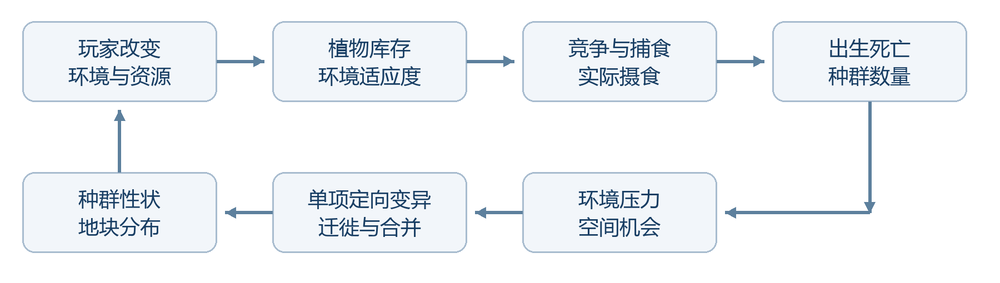 玩家改变
环境与资源
植物库存
环境适应度
竞争与捕食
实际摄食
出生死亡
种群数量
环境压力
空间机会
单项定向变异
迁徙与合并
种群性状
地块分布